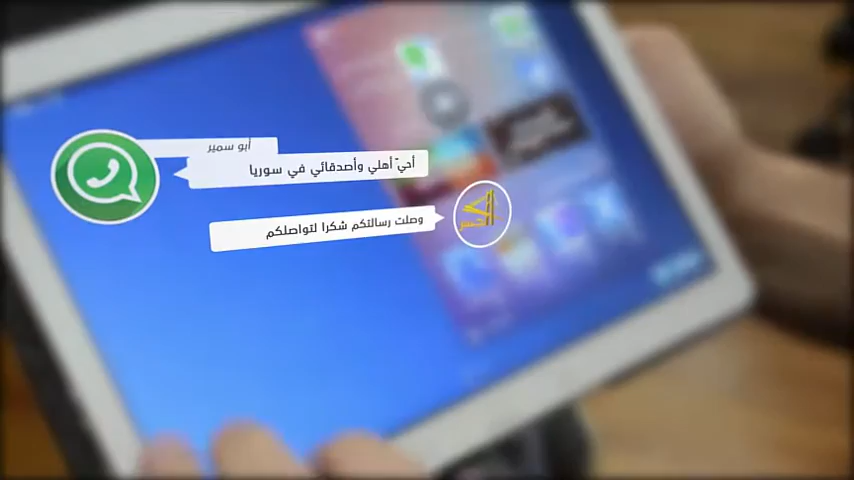 أبو سمير
أحيّ أهلي وأصدقائي في سوريا
وصلت رسالتكم شكرا لتواصلكم